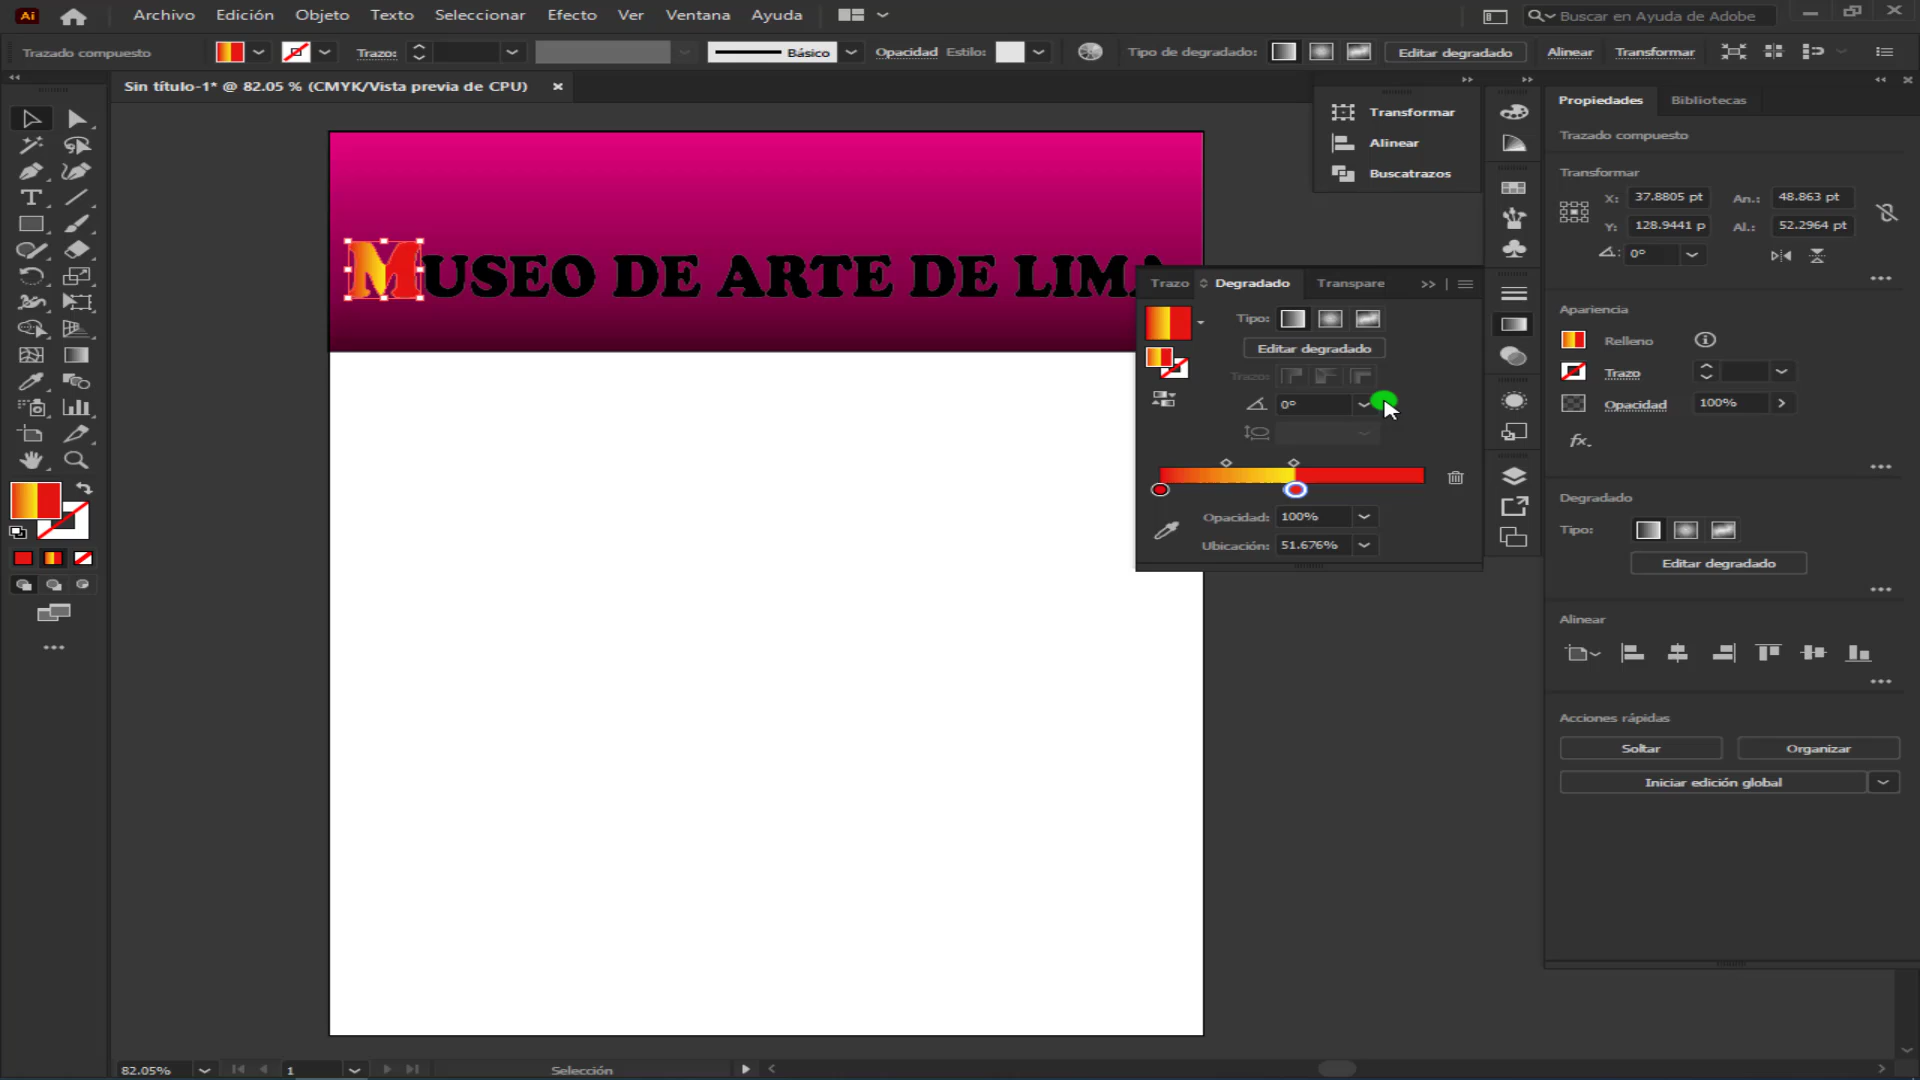 Ai Archivo Edición Objeto Texto Seleccionar Efecto Ver Ventana Ayuda Buscar en Ayuda de Adobe
Trazado compuesto Trazo: Básico Opacidad Estilo: Tipo de degradado: Editar degradado Alinear Transformar
Sin título-1* @ 82.05 % (CMYK/Vista previa de CPU)
MUSEO DE ARTE DE LIMA
Transformar
Alinear
Buscatrazos
Trazo Degradado Transpare
Tipo:
Editar degradado
Trazo:
0°
Opacidad: 100%
Ubicación: 51.676%
Propiedades Bibliotecas
Trazado compuesto
Transformar
X: 37.8805 pt An.: 48.863 pt
Y: 128.9441 p Al.: 52.2964 pt
0°
Apariencia
Relleno
Trazo
Opacidad 100%
fx.
Degradado
Tipo:
Editar degradado
Alinear
Acciones rápidas
Soltar Organizar
Iniciar edición global
82.05% 1 Selección